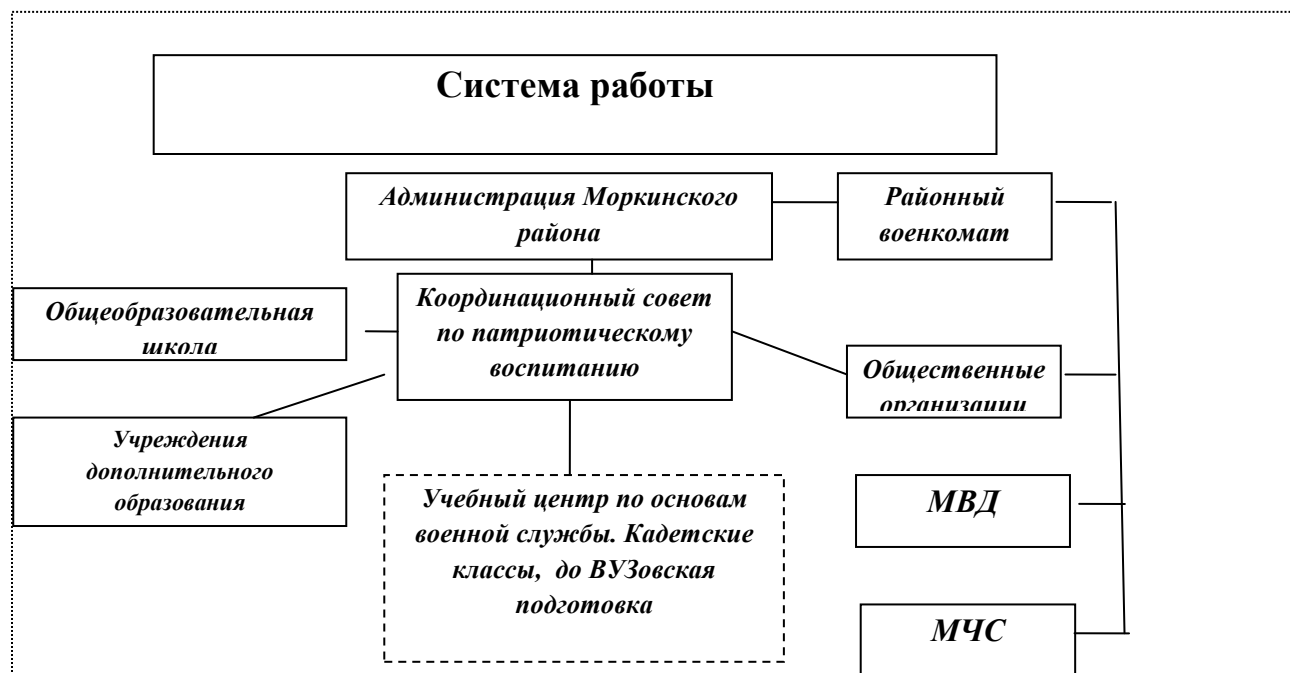 Система работы
Администрация Моркинского
района
Районный
военкомат
Координационный совет
по патриотическому
воспитанию
Общеобразовательная
школа
Общественные
организации
Учреждения
дополнительного
образования
Учебный центр по основам
военной службы. Кадетские
классы, до ВУЗовская
подготовка
МВД
МЧС